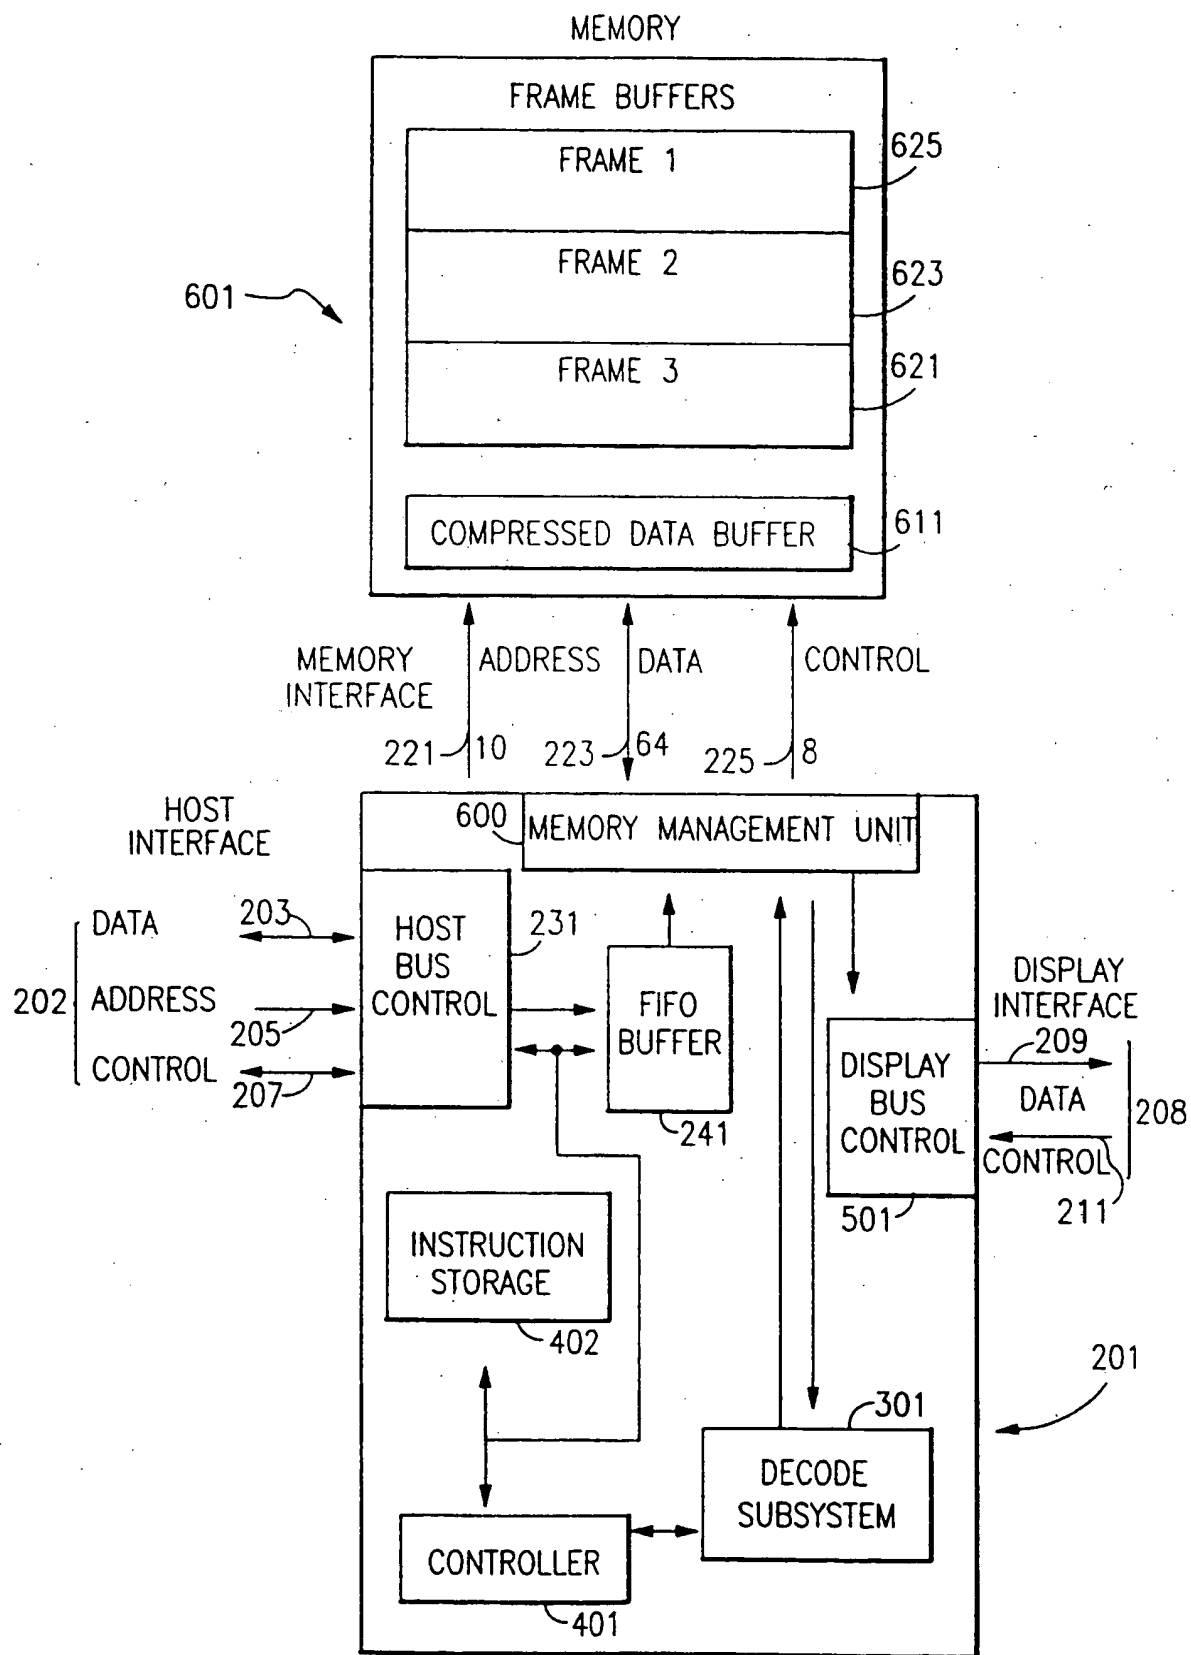 MEMORY
FRAME BUFFERS
FRAME 1
625
FRAME 2
623
601
FRAME 3
621
COMPRESSED DATA BUFFER
611
MEMORY INTERFACE
ADDRESS
DATA
CONTROL
221
10
223
64
225
8
HOST
INTERFACE
600
MEMORY MANAGEMENT UNIT
DATA
203
HOST
BUS
CONTROL
231
202
ADDRESS
205
FIFO
BUFFER
DISPLAY
INTERFACE
209
CONTROL
207
241
DISPLAY
BUS
CONTROL
DATA
208
CONTROL
211
501
INSTRUCTION
STORAGE
402
201
301
DECODE
SUBSYSTEM
CONTROLLER
401